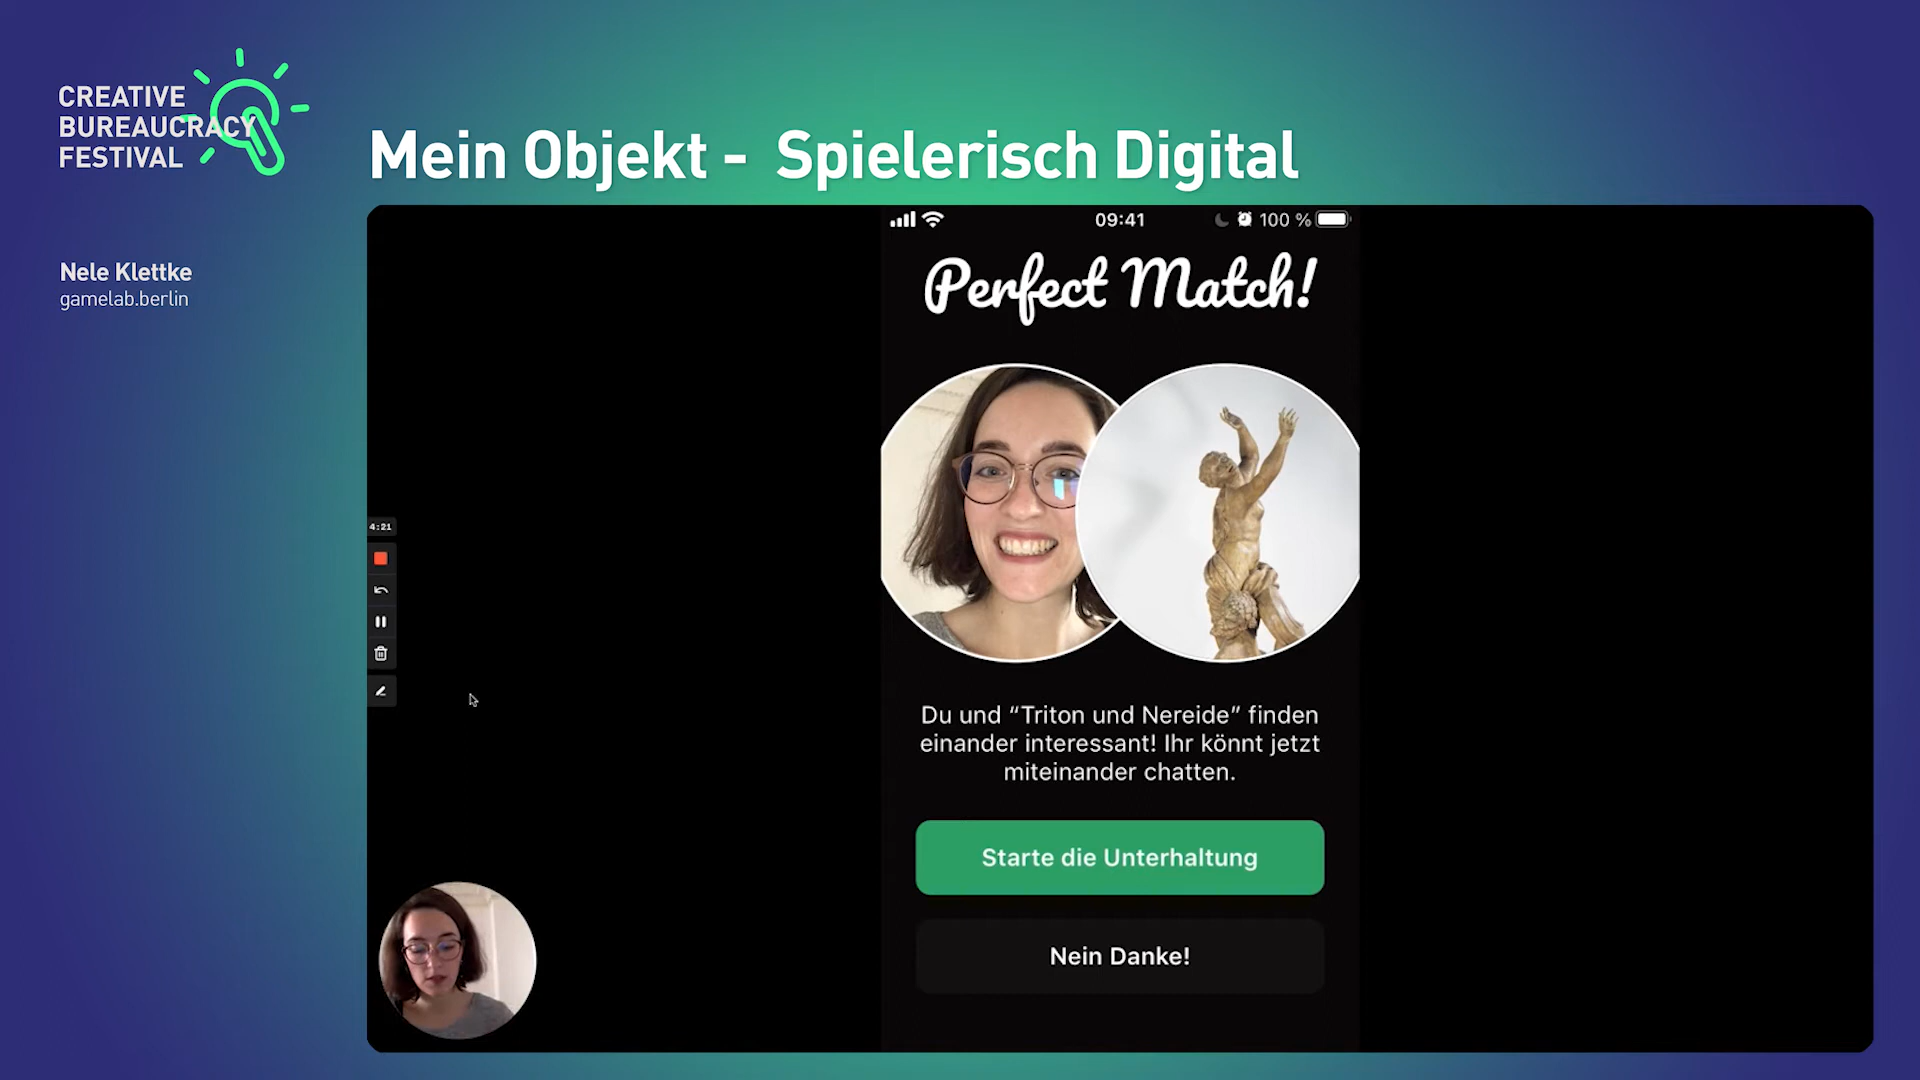 CREATIVE
BUREAUCRACY
FESTIVAL
Mein Objekt - Spielerisch Digital
Nele Klettke
gamelab.berlin
09:41
100 %
Perfect Match!
4:21
Du und “Triton und Nereide” finden
einander interessant! Ihr könnt jetzt
miteinander chatten.
Starte die Unterhaltung
Nein Danke!